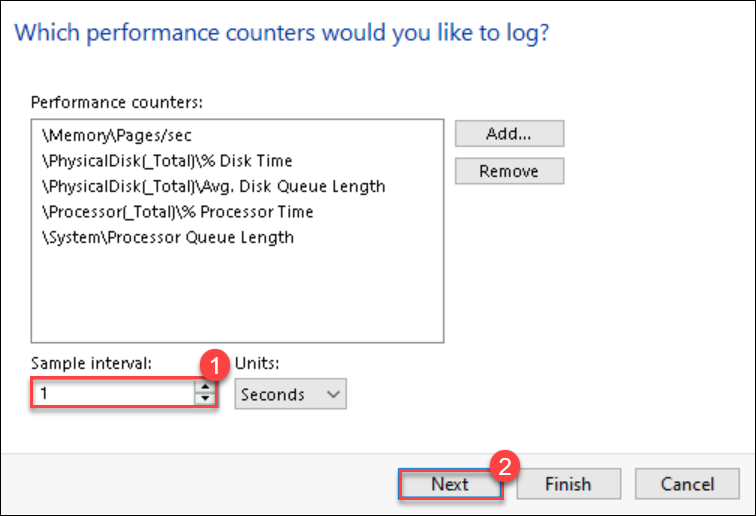 Which performance counters would you like to log?
Performance counters:
\Memory\Pages/sec
\PhysicalDisk(_Total)\% Disk Time
\PhysicalDisk(_Total)\Avg. Disk Queue Length
\Processor(_Total)\% Processor Time
\System\Processor Queue Length
Add...
Remove
Sample interval:
1
Units:
1
Seconds
2
Next
Finish
Cancel